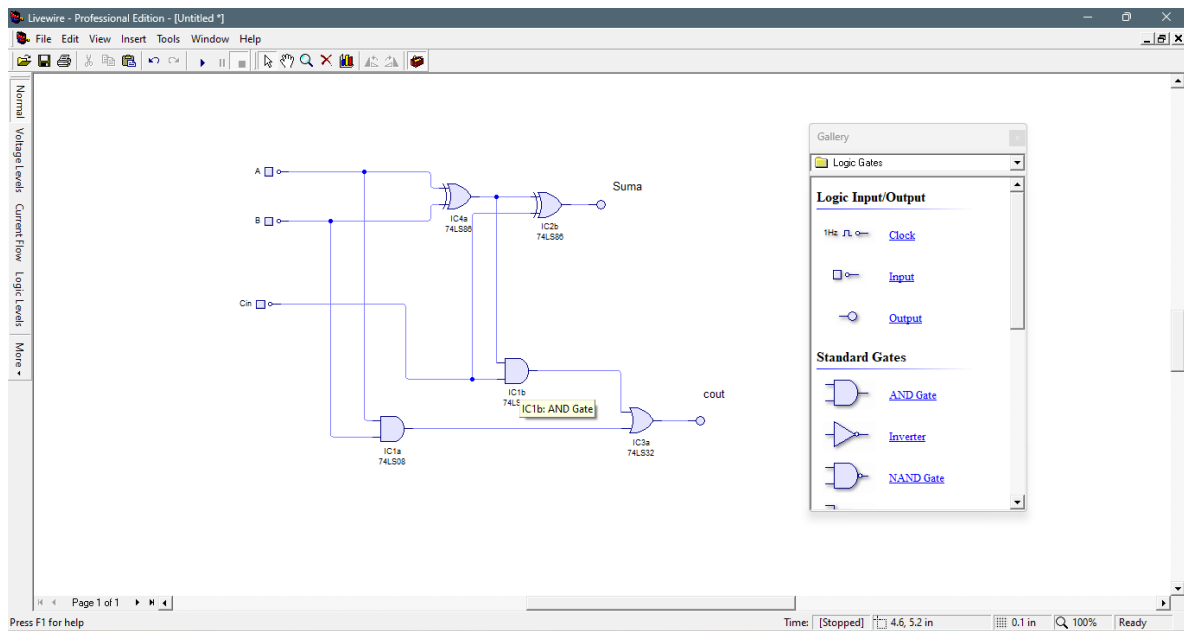 Livewire - Professional Edition - [Untitled *]
File Edit View Insert Tools Window Help
Normal
Voltage Levels
Current Flow
Logic Levels
More
A
B
Cin
IC4a
74LS86
IC2b
74LS86
Suma
IC1b
74LS
IC1b: AND Gate
IC1a
74LS08
IC3a
74LS32
cout
Gallery
Logic Gates
Logic Input/Output
1Hz
Clock
Input
Output
Standard Gates
AND Gate
Inverter
NAND Gate
Page 1 of 1
Press F1 for help
Time: [Stopped] 4.6, 5.2 in 0.1 in 100% Ready